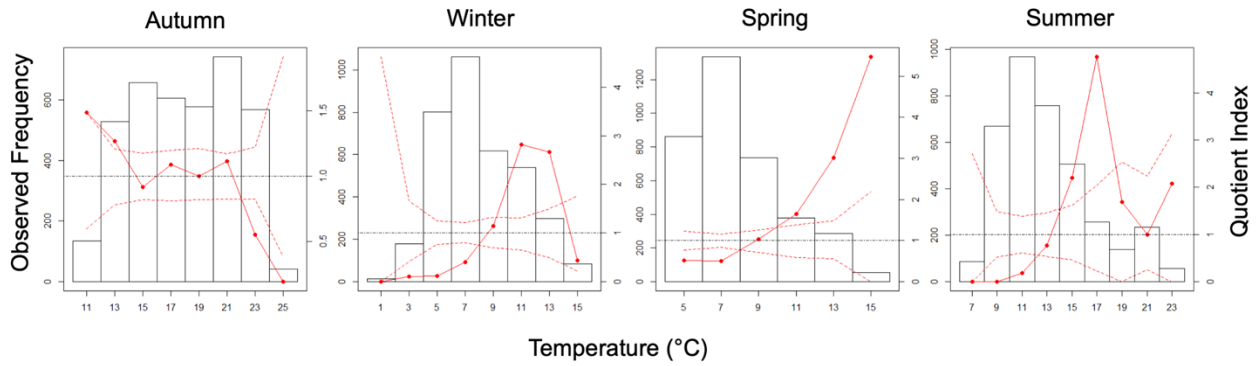 Autumn
Winter
Spring
Summer
Observed Frequency
Quotient Index
0 200 400 600
0.5 1.0 1.5
11 13 15 17 19 21 23 25
0 200 400 600 800 1000
0 1 2 3 4
1 3 5 7 9 11 13 15
0 200 400 600 800 1000 1200
0 1 2 3 4 5
5 7 9 11 13 15
0 200 400 600 800 1000
0 1 2 3 4
7 9 11 13 15 17 19 21 23
Temperature (°C)